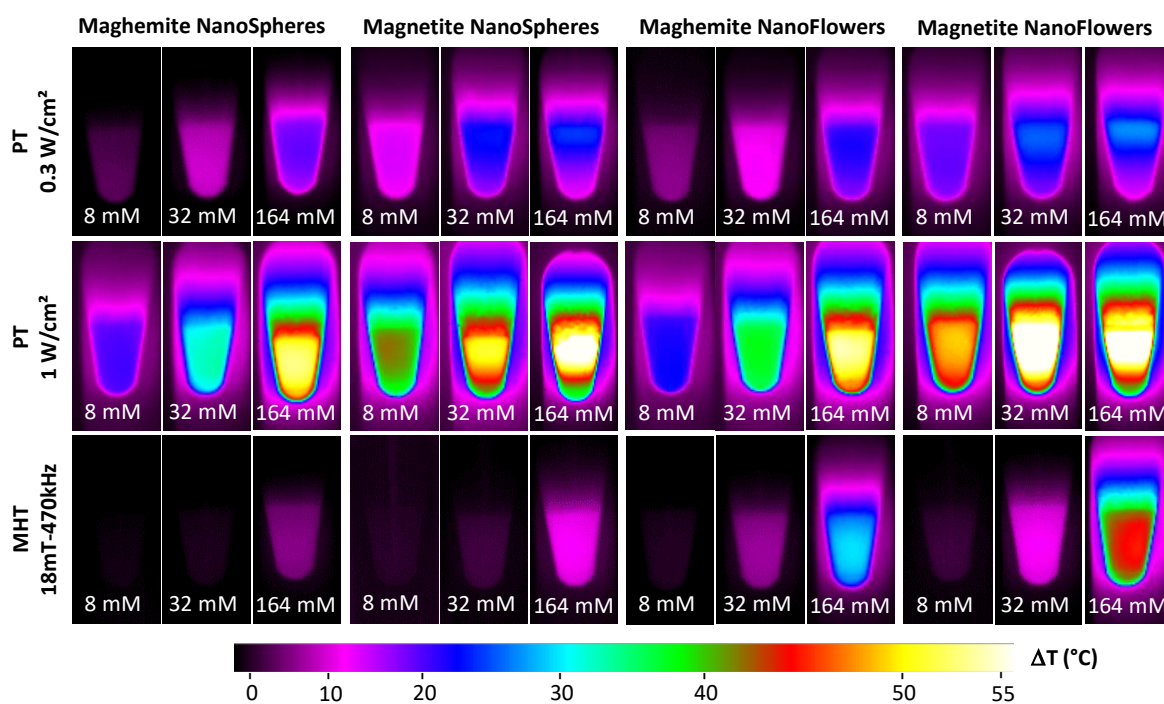 Maghemite NanoSpheres Magnetite NanoSpheres Maghemite NanoFlowers Magnetite NanoFlowers
PT
0.3 W/cm²
8 mM 32 mM 164 mM 8 mM 32 mM 164 mM 8 mM 32 mM 164 mM 8 mM 32 mM 164 mM
PT
1 W/cm²
8 mM 32 mM 164 mM 8 mM 32 mM 164 mM 8 mM 32 mM 164 mM 8 mM 32 mM 164 mM
MHT
18mT-470kHz
8 mM 32 mM 164 mM 8 mM 32 mM 164 mM 8 mM 32 mM 164 mM 8 mM 32 mM 164 mM
ΔT (°C)
0 10 20 30 40 50 55